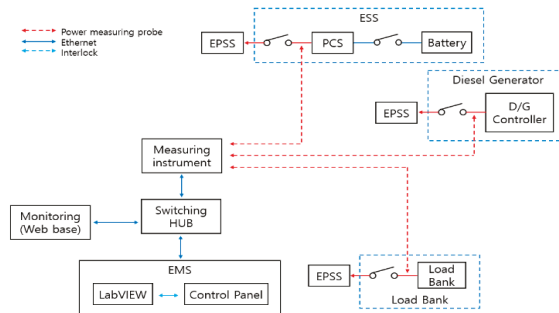 Power measuring probe
Ethernet
Interlock
ESS
EPSS
PCS
Battery
Diesel Generator
EPSS
D/G
Controller
Measuring
instrument
Monitoring
(Web base)
Switching
HUB
EMS
LabVIEW
Control Panel
EPSS
Load
Bank
Load Bank